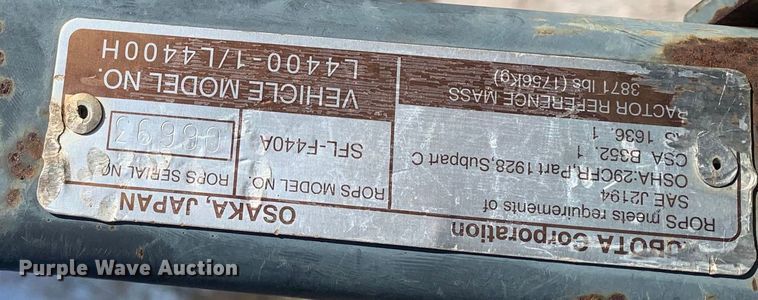 UBOTA Corporation OSAKA, JAPAN
ROPS meets requirements of
SAE J2194
OSHA:29CFR,Part 1928,Subpart C
CSA B352. 1
AS 1636. 1
ROPS MODEL NO.
SFL-F440A
ROPS SERIAL NO.
RACTOR REFERENCE MASS
3871 lbs (1756Kg)
VEHICLE MODEL NO.
L4400-1/L4400H
Purple Wave Auction